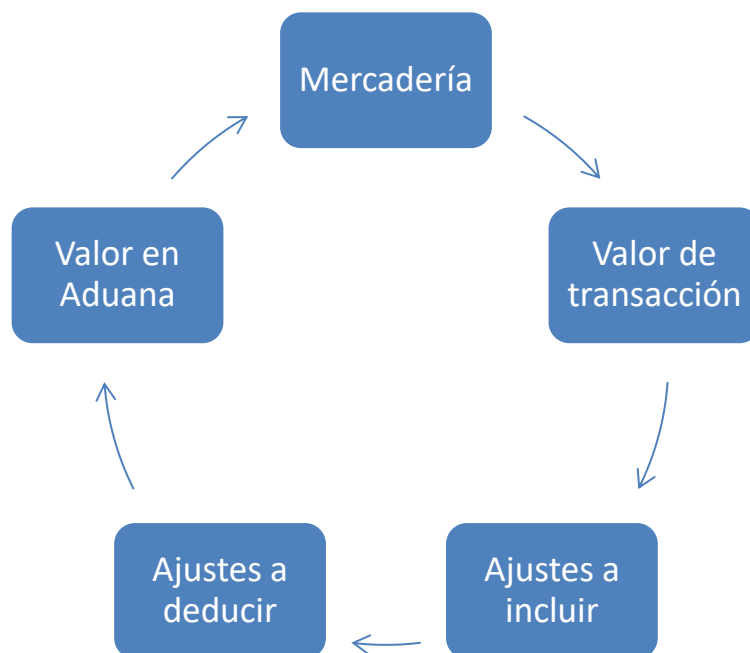 Mercadería
Valor de
transacción
Ajustes a
incluir
Ajustes a
deducir
Valor en
Aduana